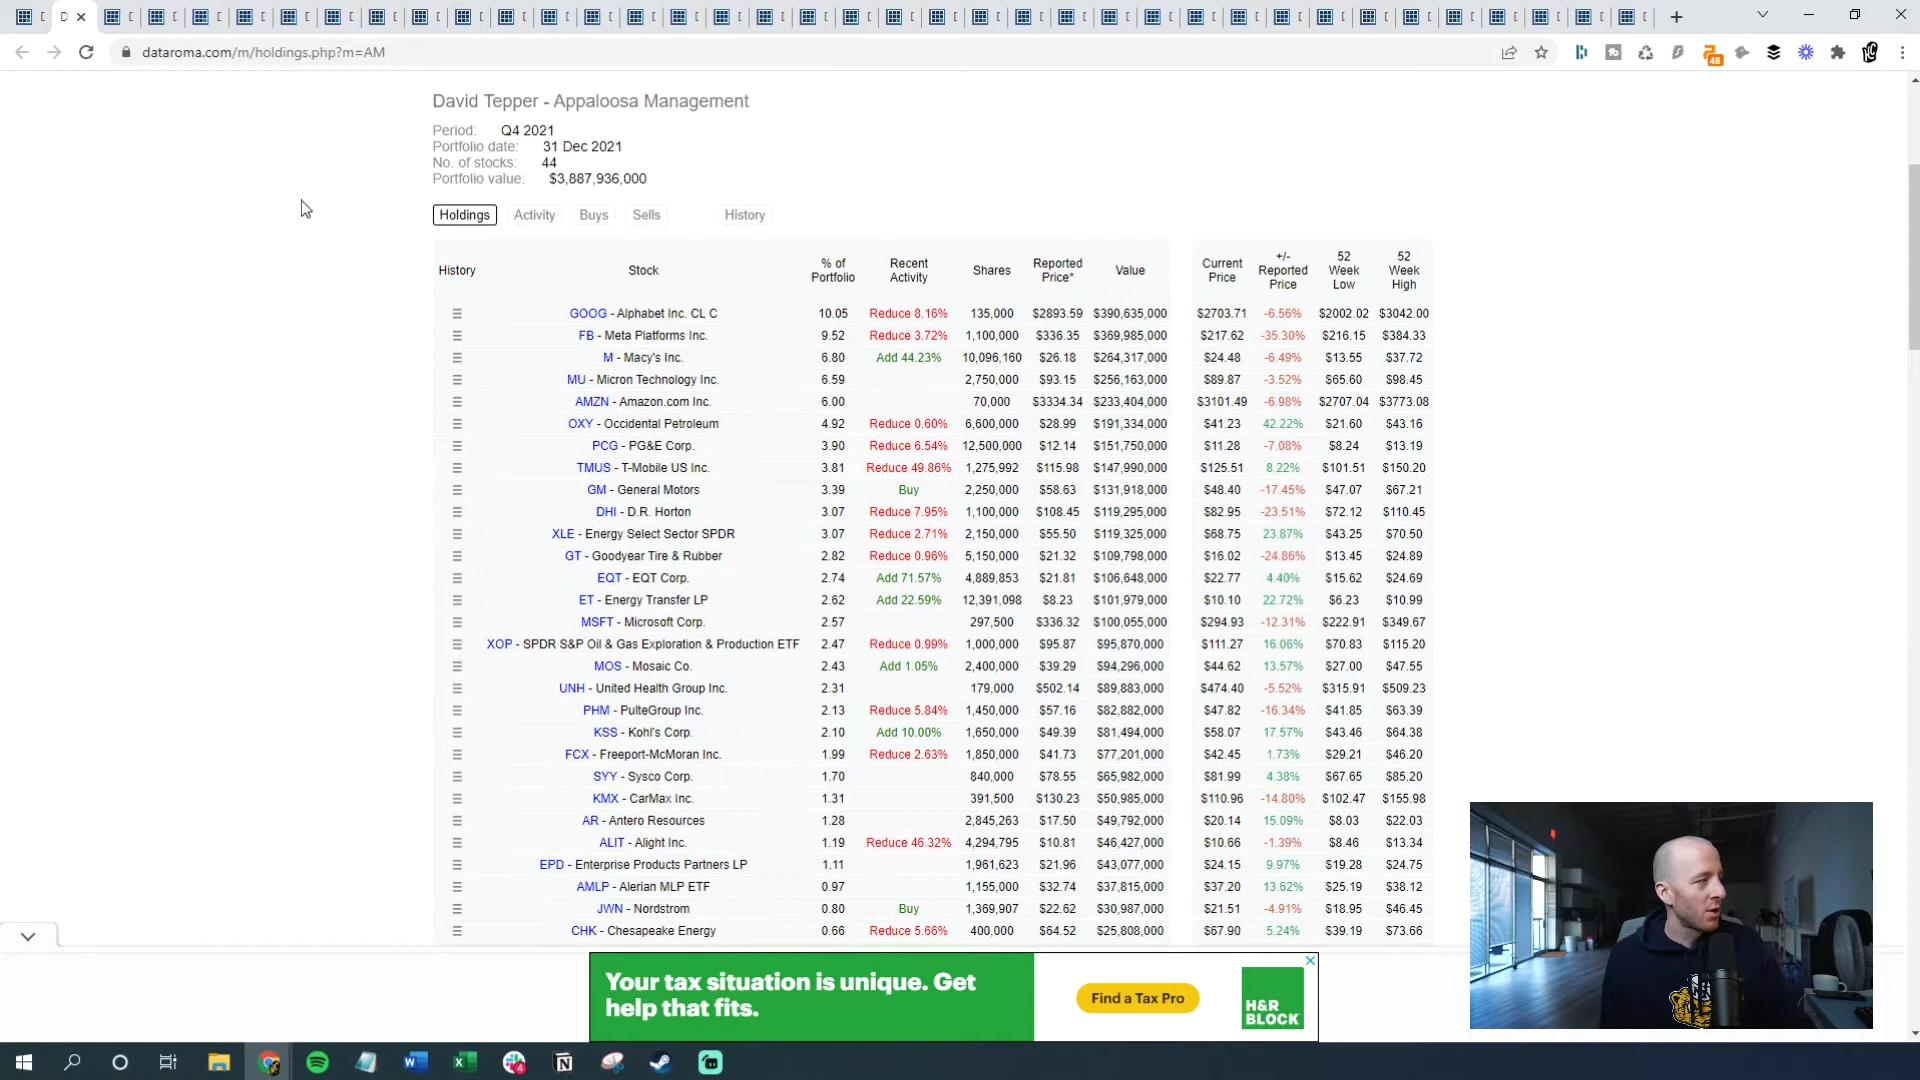 dataroma.com/m/holdings.php?m=AM
48
David Tepper - Appaloosa Management
Period: Q4 2021
Portfolio date: 31 Dec 2021
No. of stocks: 44
Portfolio value: $3,887,936,000
Holdings Activity Buys Sells History
History Stock % of Portfolio Recent Activity Shares Reported Price* Value Current Price +/- Reported Price 52 Week Low 52 Week High
GOOG - Alphabet Inc. CL C 10.05 Reduce 8.16% 135,000 $2893.59 $390,635,000 $2703.71 -6.56% $2002.02 $3042.00
FB - Meta Platforms Inc. 9.52 Reduce 3.72% 1,100,000 $336.35 $369,985,000 $217.62 -35.30% $216.15 $384.33
M - Macy's Inc. 6.80 Add 44.23% 10,096,160 $26.18 $264,317,000 $24.48 -6.49% $13.55 $37.72
MU - Micron Technology Inc. 6.59 2,750,000 $93.15 $256,163,000 $89.87 -3.52% $65.60 $98.45
AMZN - Amazon.com Inc. 6.00 70,000 $3334.34 $233,404,000 $3101.49 -6.98% $2707.04 $3773.08
OXY - Occidental Petroleum 4.92 Reduce 0.60% 6,600,000 $28.99 $191,334,000 $41.23 42.22% $21.60 $43.16
PCG - PG&E Corp. 3.90 Reduce 6.54% 12,500,000 $12.14 $151,750,000 $11.28 -7.08% $8.24 $13.19
TMUS - T-Mobile US Inc. 3.81 Reduce 49.86% 1,275,992 $115.98 $147,990,000 $125.51 8.22% $101.51 $150.20
GM - General Motors 3.39 Buy 2,250,000 $58.63 $131,918,000 $48.40 -17.45% $47.07 $67.21
DHI - D.R. Horton 3.07 Reduce 7.95% 1,100,000 $108.45 $119,295,000 $82.95 -23.51% $72.12 $110.45
XLE - Energy Select Sector SPDR 3.07 Reduce 2.71% 2,150,000 $55.50 $119,325,000 $68.75 23.87% $43.25 $70.50
GT - Goodyear Tire & Rubber 2.82 Reduce 0.96% 5,150,000 $21.32 $109,798,000 $16.02 -24.86% $13.45 $24.89
EQT - EQT Corp. 2.74 Add 71.57% 4,889,853 $21.81 $106,648,000 $22.77 4.40% $15.62 $24.69
ET - Energy Transfer LP 2.62 Add 22.59% 12,391,098 $8.23 $101,979,000 $10.10 22.72% $6.23 $10.99
MSFT - Microsoft Corp. 2.57 297,500 $336.32 $100,055,000 $294.93 -12.31% $222.91 $349.67
XOP - SPDR S&P Oil & Gas Exploration & Production ETF 2.47 Reduce 0.99% 1,000,000 $95.87 $95,870,000 $111.27 16.06% $70.83 $115.20
MOS - Mosaic Co. 2.43 Add 1.05% 2,400,000 $39.29 $94,296,000 $44.62 13.57% $27.00 $47.55
UNH - United Health Group Inc. 2.31 179,000 $502.14 $89,883,000 $474.40 -5.52% $315.91 $509.23
PHM - PulteGroup Inc. 2.13 Reduce 5.84% 1,450,000 $57.16 $82,882,000 $47.82 -16.34% $41.85 $63.39
KSS - Kohl's Corp. 2.10 Add 10.00% 1,650,000 $49.39 $81,494,000 $58.07 17.57% $43.46 $64.38
FCX - Freeport-McMoran Inc. 1.99 Reduce 2.63% 1,850,000 $41.73 $77,201,000 $42.45 1.73% $29.21 $46.20
SYY - Sysco Corp. 1.70 840,000 $78.55 $65,982,000 $81.99 4.38% $67.65 $85.20
KMX - CarMax Inc. 1.31 391,500 $130.23 $50,985,000 $110.96 -14.80% $102.47 $155.98
AR - Antero Resources 1.28 2,845,263 $17.50 $49,792,000 $20.14 15.09% $8.03 $22.03
ALIT - Alight Inc. 1.19 Reduce 46.32% 4,294,795 $10.81 $46,427,000 $10.66 -1.39% $8.46 $13.34
EPD - Enterprise Products Partners LP 1.11 1,961,623 $21.96 $43,077,000 $24.15 9.97% $19.28 $24.75
AMLP - Alerian MLP ETF 0.97 1,155,000 $32.74 $37,815,000 $37.20 13.62% $25.19 $38.12
JWN - Nordstrom 0.80 Buy 1,369,907 $22.62 $30,987,000 $21.51 -4.91% $18.95 $46.45
CHK - Chesapeake Energy 0.66 Reduce 5.66% 400,000 $64.52 $25,808,000 $67.90 5.24% $39.19 $73.66
Your tax situation is unique. Get
help that fits.
Find a Tax Pro
H&R
BLOCK